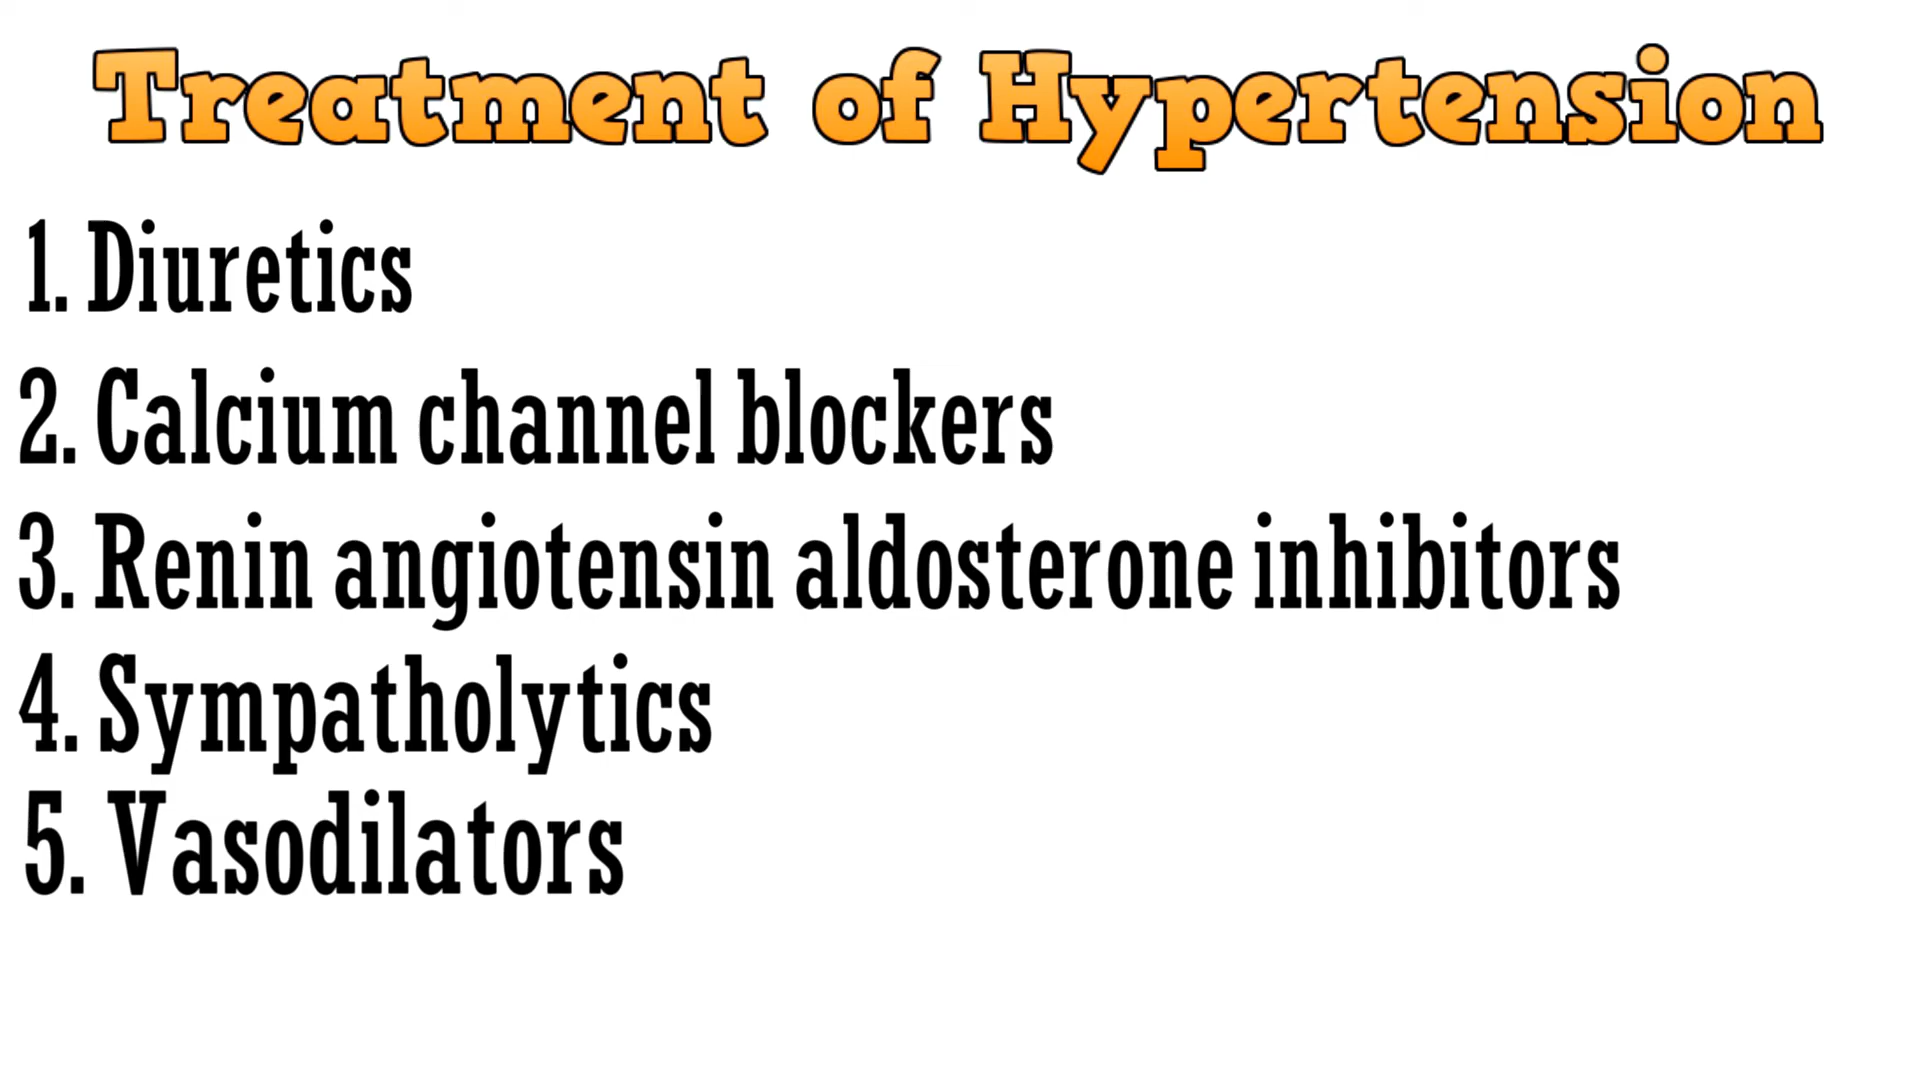 Treatment of Hypertension
1. Diuretics
2. Calcium channel blockers
3. Renin angiotensin aldosterone inhibitors
4. Sympatholytics
5. Vasodilators